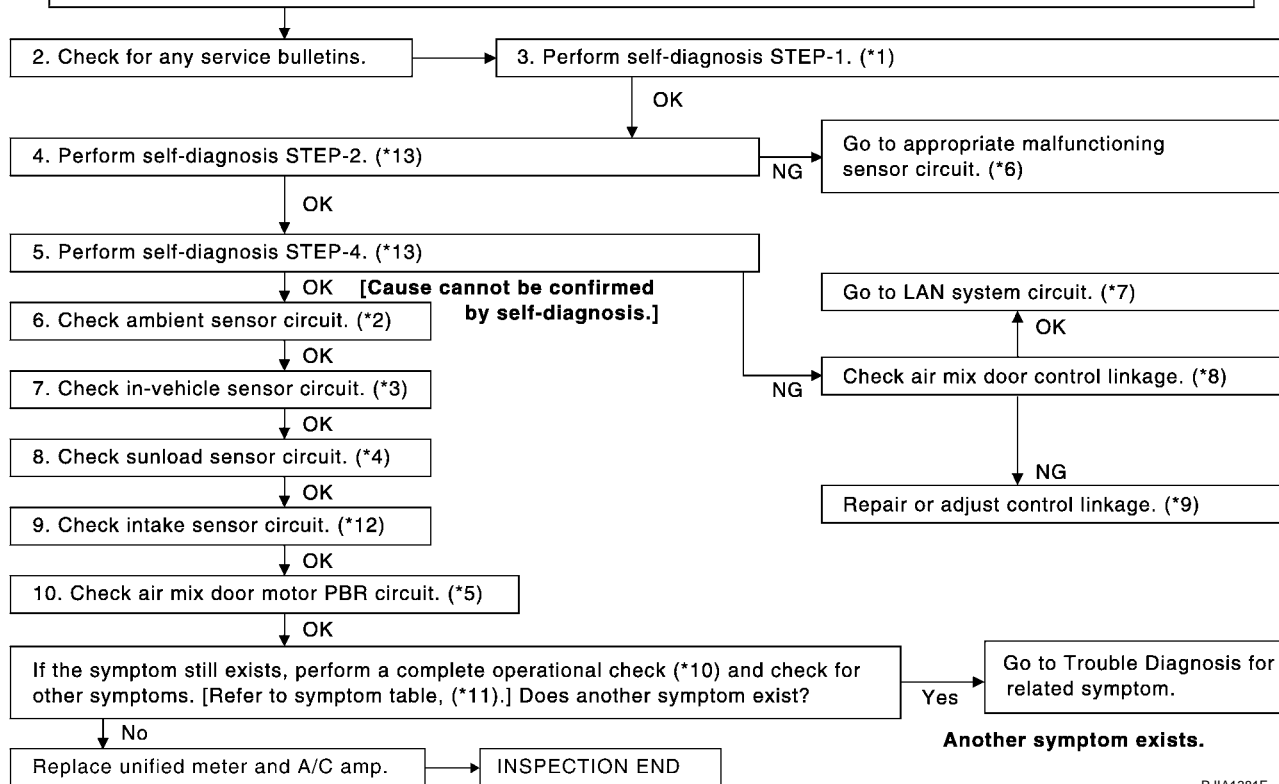 2. Check for any service bulletins.
3. Perform self-diagnosis STEP-1. (*1)
OK
4. Perform self-diagnosis STEP-2. (*13)
NG
Go to appropriate malfunctioning
sensor circuit. (*6)
OK
5. Perform self-diagnosis STEP-4. (*13)
OK
[Cause cannot be confirmed
by self-diagnosis.]
Go to LAN system circuit. (*7)
OK
6. Check ambient sensor circuit. (*2)
OK
7. Check in-vehicle sensor circuit. (*3)
NG
Check air mix door control linkage. (*8)
OK
8. Check sunload sensor circuit. (*4)
NG
OK
Repair or adjust control linkage. (*9)
9. Check intake sensor circuit. (*12)
OK
10. Check air mix door motor PBR circuit. (*5)
OK
If the symptom still exists, perform a complete operational check (*10) and check for
other symptoms. [Refer to symptom table, (*11).] Does another symptom exist?
Yes
Go to Trouble Diagnosis for
related symptom.
No
Another symptom exists.
Replace unified meter and A/C amp.
INSPECTION END